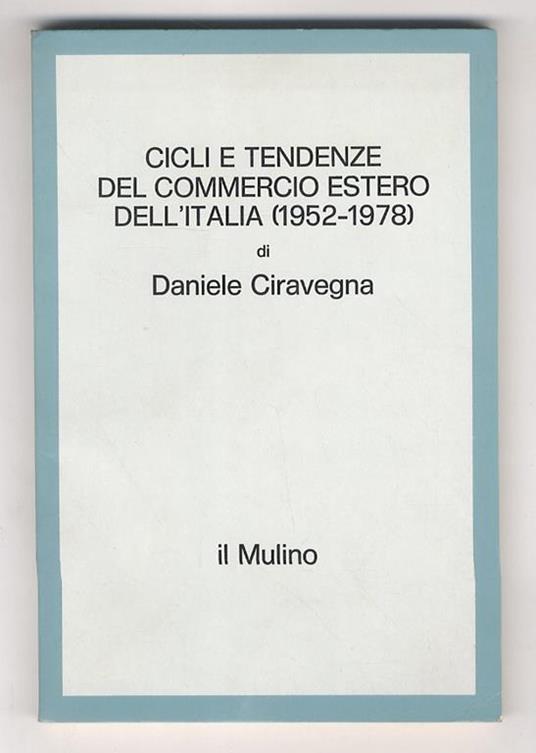 CICLI E TENDENZE
DEL COMMERCIO ESTERO
DELL'ITALIA (1952-1978)
di
Daniele Ciravegna
il Mulino